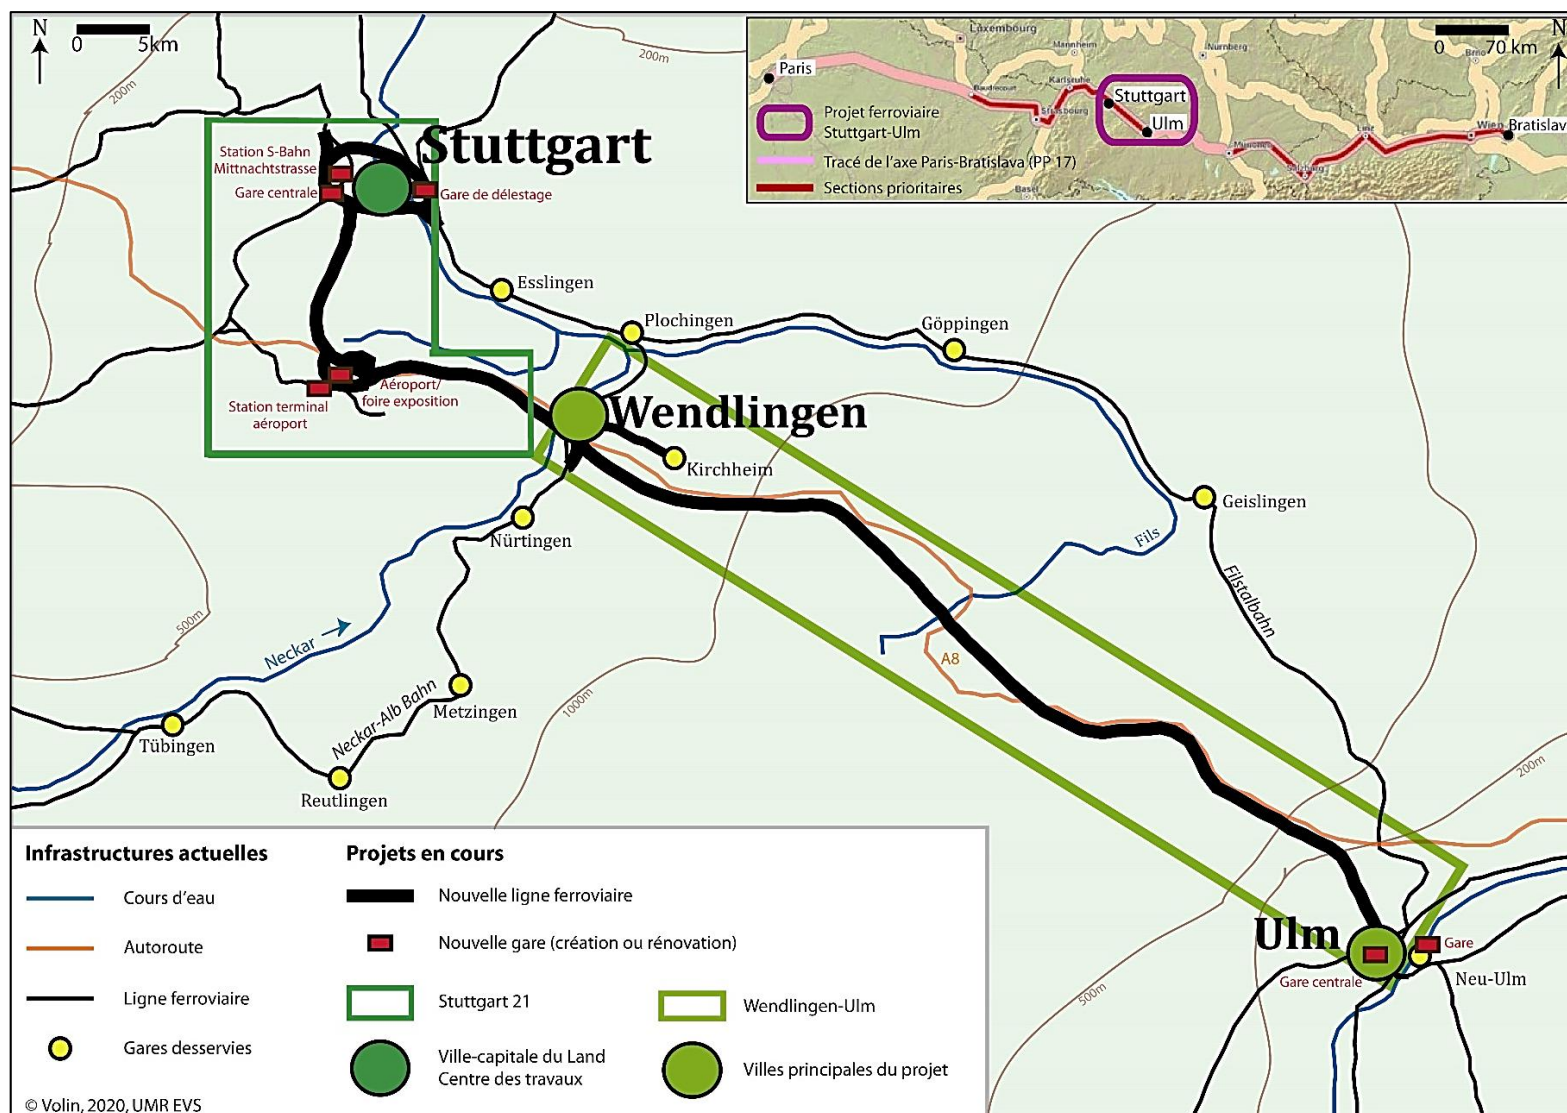 N
0 5km
200m
200m
Station S-Bahn
Mittnachtstrasse
Gare centrale
Stuttgart
Gare de délestage
Paris
Luxembourg
Mannheim
Nürnberg
Brno
0 70 km
N
Baudrecourt
Karlsruhe
Strasbourg
Stuttgart
Ulm
Linz
Wien
Bratislav
Salzburg
Basel
Projet ferroviaire
Stuttgart-Ulm
Tracé de l'axe Paris-Bratislava (PP 17)
Sections prioritaires
Esslingen
Plochingen
Göppingen
Aéroport/
foire exposition
Station terminal
aéroport
Wendlingen
Kirchheim
Nürtingen
Geislingen
Fils
Filstalbahn
500m
Neckar
A8
Neckar-Alb Bahn
Metzingen
1000m
Tübingen
Reutlingen
200m
Ulm
Gare
Gare centrale
Neu-Ulm
500m
Infrastructures actuelles
Cours d'eau
Autoroute
Ligne ferroviaire
Gares desservies
Projets en cours
Nouvelle ligne ferroviaire
Nouvelle gare (création ou rénovation)
Stuttgart 21
Wendlingen-Ulm
Ville-capitale du Land
Centre des travaux
Villes principales du projet
© Volin, 2020, UMR EVS